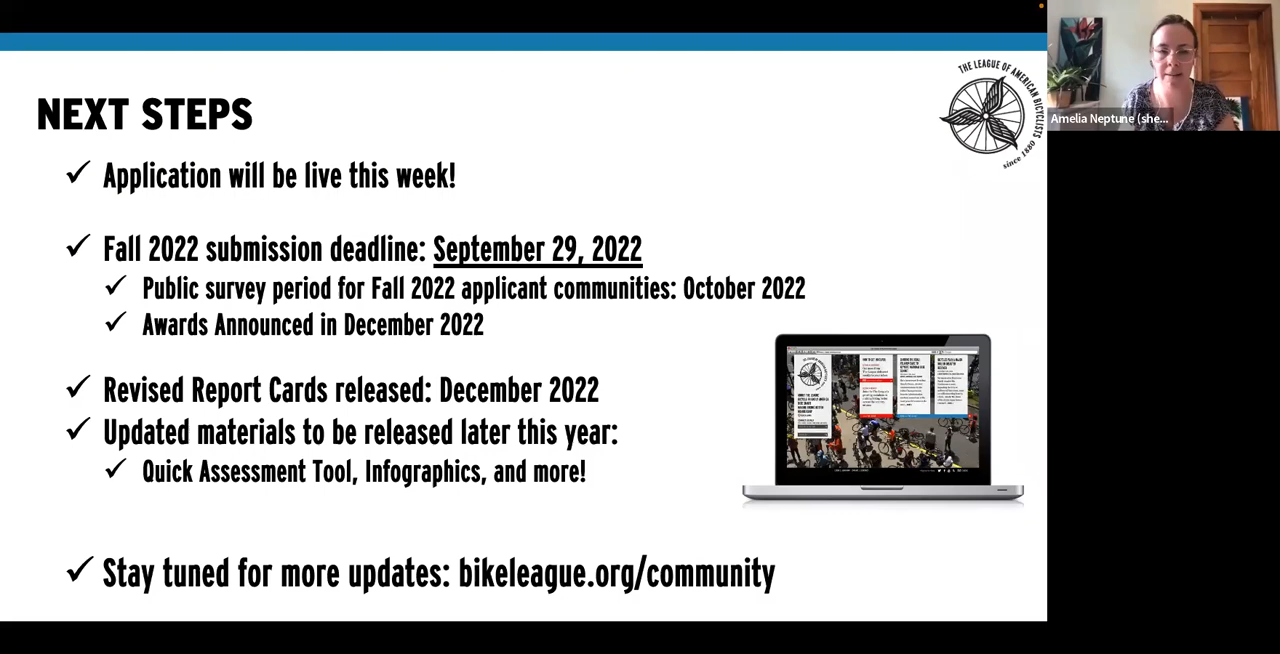 NEXT STEPS
THE LEAGUE OF AMERICAN BICYCLISTS
since 1880
Amelia Neptune (she...
✓ Application will be live this week!
✓ Fall 2022 submission deadline: September 29, 2022
✓ Public survey period for Fall 2022 applicant communities: October 2022
✓ Awards Announced in December 2022
✓ Revised Report Cards released: December 2022
✓ Updated materials to be released later this year:
✓ Quick Assessment Tool, Infographics, and more!
✓ Stay tuned for more updates: bikeleague.org/community